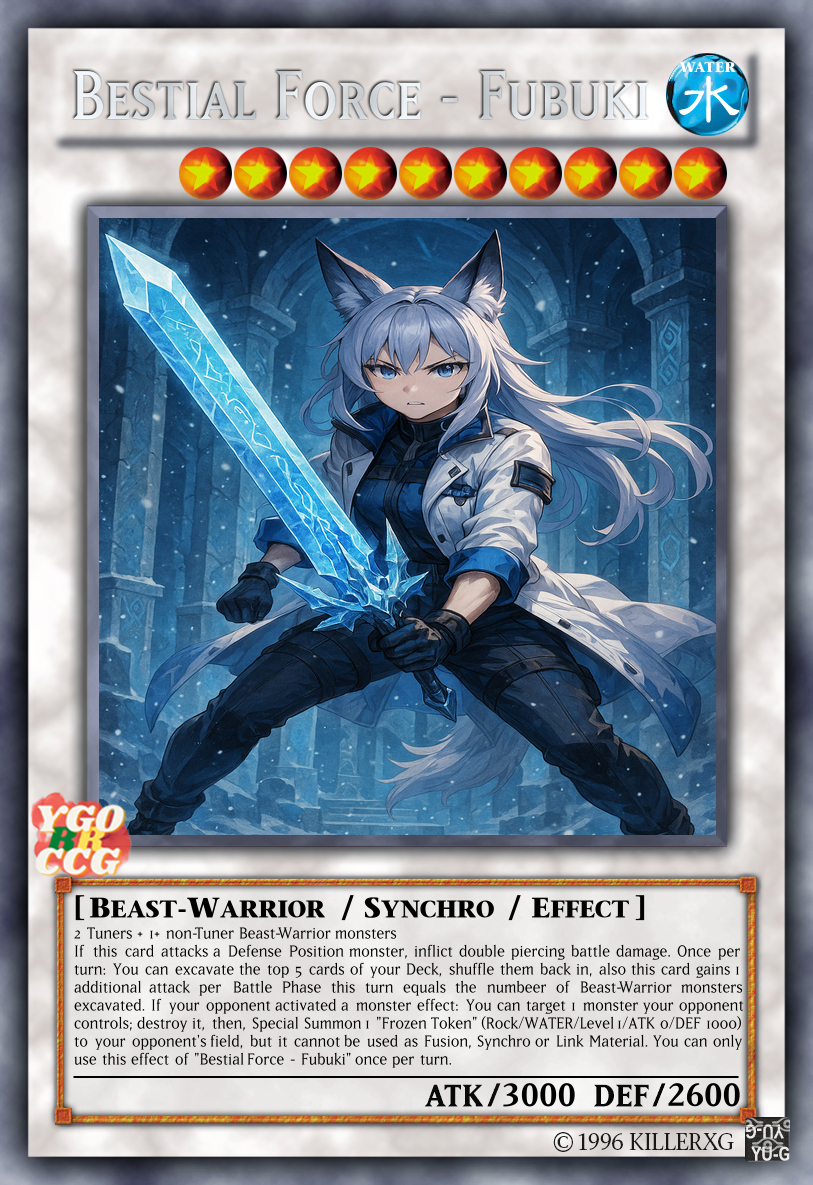 Bestial Force - Fubuki
WATER
水
YGO
BR
CCG
[ Beast-Warrior / Synchro / Effect ]
2 Tuners + 1+ non-Tuner Beast-Warrior monsters
If this card attacks a Defense Position monster, inflict double piercing battle damage. Once per
turn: You can excavate the top 5 cards of your Deck, shuffle them back in, also this card gains 1
additional attack per Battle Phase this turn equals the numbeer of Beast-Warrior monsters
excavated. If your opponent activated a monster effect: You can target 1 monster your opponent
controls; destroy it, then, Special Summon 1 "Frozen Token" (Rock/WATER/Level 1/ATK 0/DEF 1000)
to your opponent's field, but it cannot be used as Fusion, Synchro or Link Material. You can only
use this effect of "Bestial Force - Fubuki" once per turn.
ATK/3000 DEF/2600
© 1996 KILLERXG
YU-G